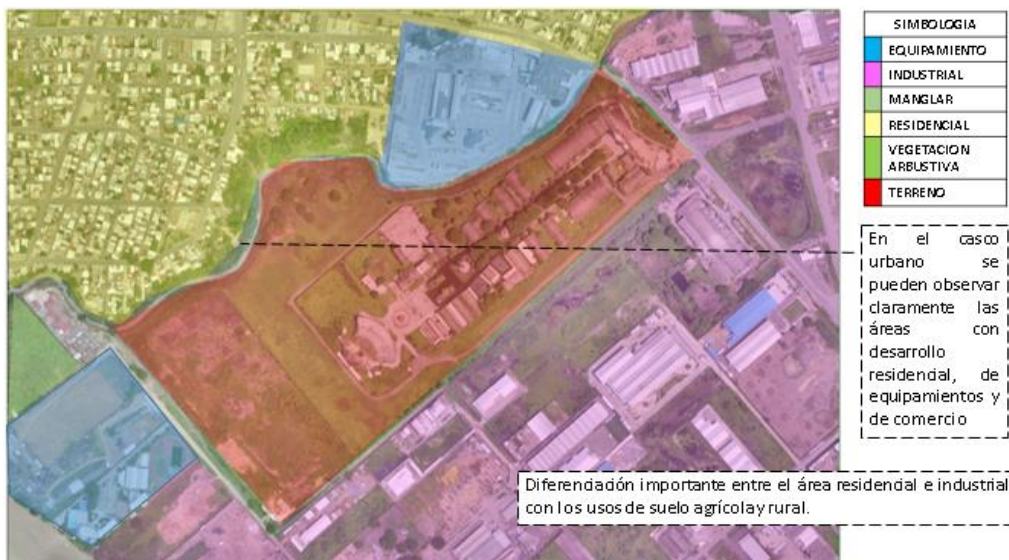 SIMBOLOGIA
EQUIPAMIENTO
INDUSTRIAL
MANGLAR
RESIDENCIAL
VEGETACION
ARBUSTIVA
TERRENO
En el casco
urbano se
pueden observar
claramente las
áreas con
desarrollo
residencial, de
equipamientos y
de comercio
Diferenciación importante entre el área residencial e industrial
con los usos de suelo agrícola y rural.